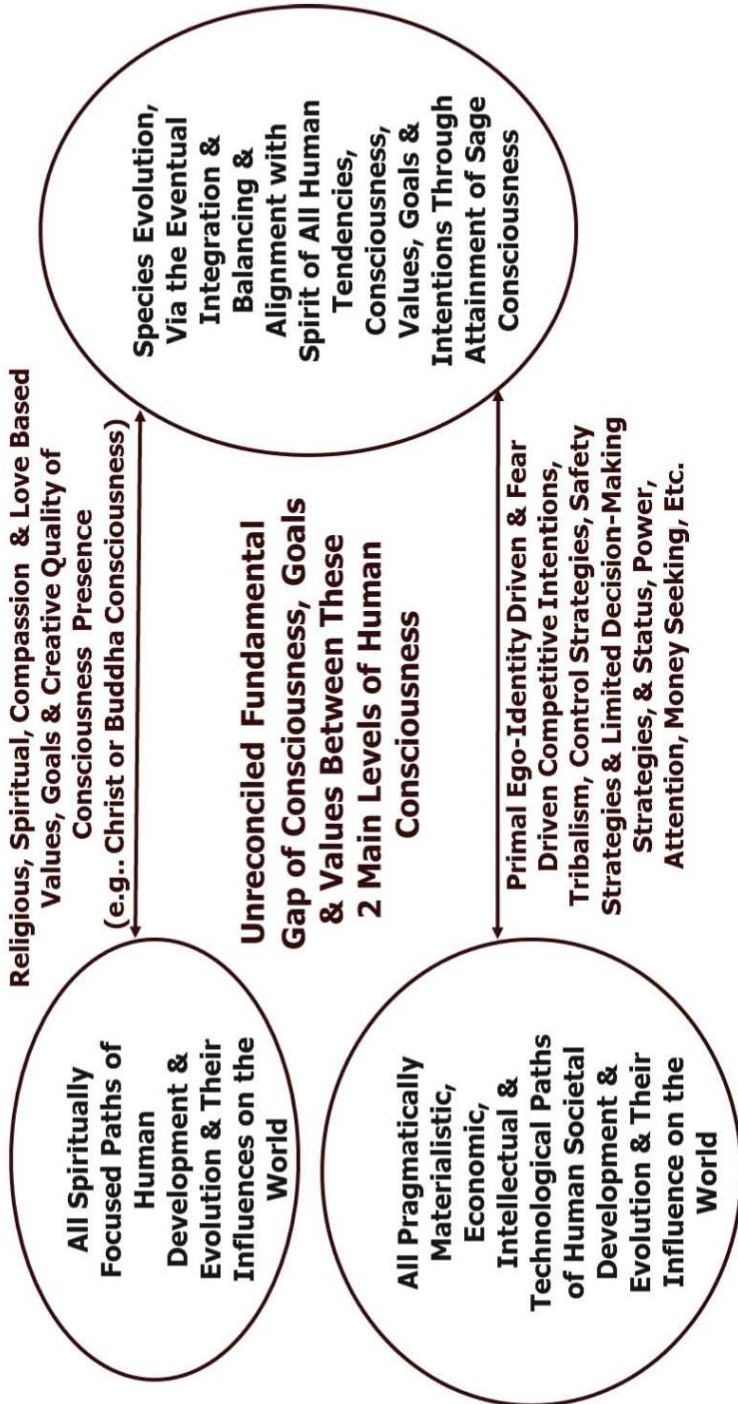 Religious, Spiritual, Compassion & Love Based
Values, Goals & Creative Quality of
Consciousness Presence
(e.g.. Christ or Buddha Consciousness)
All Spiritually
Focused Paths of
Human
Development &
Evolution & Their
Influences on the
World
Unreconciled Fundamental
Gap of Consciousness, Goals
& Values Between These
2 Main Levels of Human
Consciousness
Species Evolution,
Via the Eventual
Integration &
Balancing &
Alignment with
Spirit of All Human
Tendencies,
Consciousness,
Values, Goals &
Intentions Through
Attainment of Sage
Consciousness
All Pragmatically
Materialistic,
Economic,
Intellectual &
Technological Paths
of Human Societal
Development &
Evolution & Their
Influence on the
World
Primal Ego-Identity Driven & Fear
Driven Competitive Intentions,
Tribalism, Control Strategies, Safety
Strategies & Limited Decision-Making
Strategies, & Status, Power,
Attention, Money Seeking, Etc.